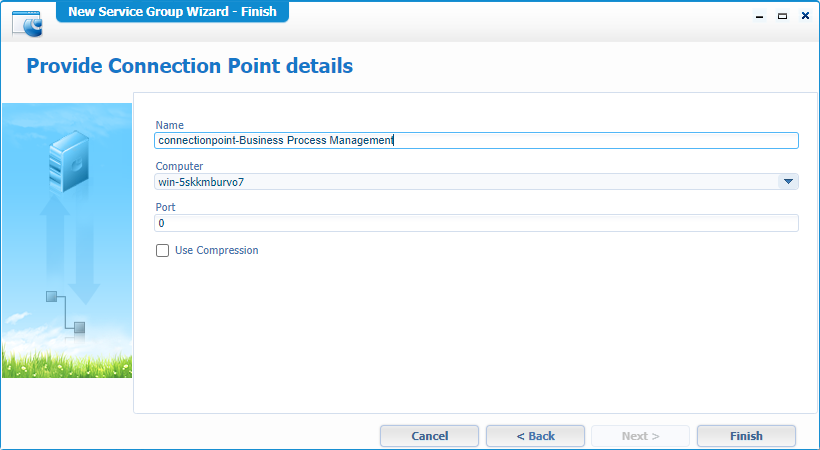 New Service Group Wizard - Finish
Provide Connection Point details
Name
connectionpoint-Business Process Management
Computer
win-5skkmburvo7
Port
0
Use Compression
Cancel
< Back
Next >
Finish